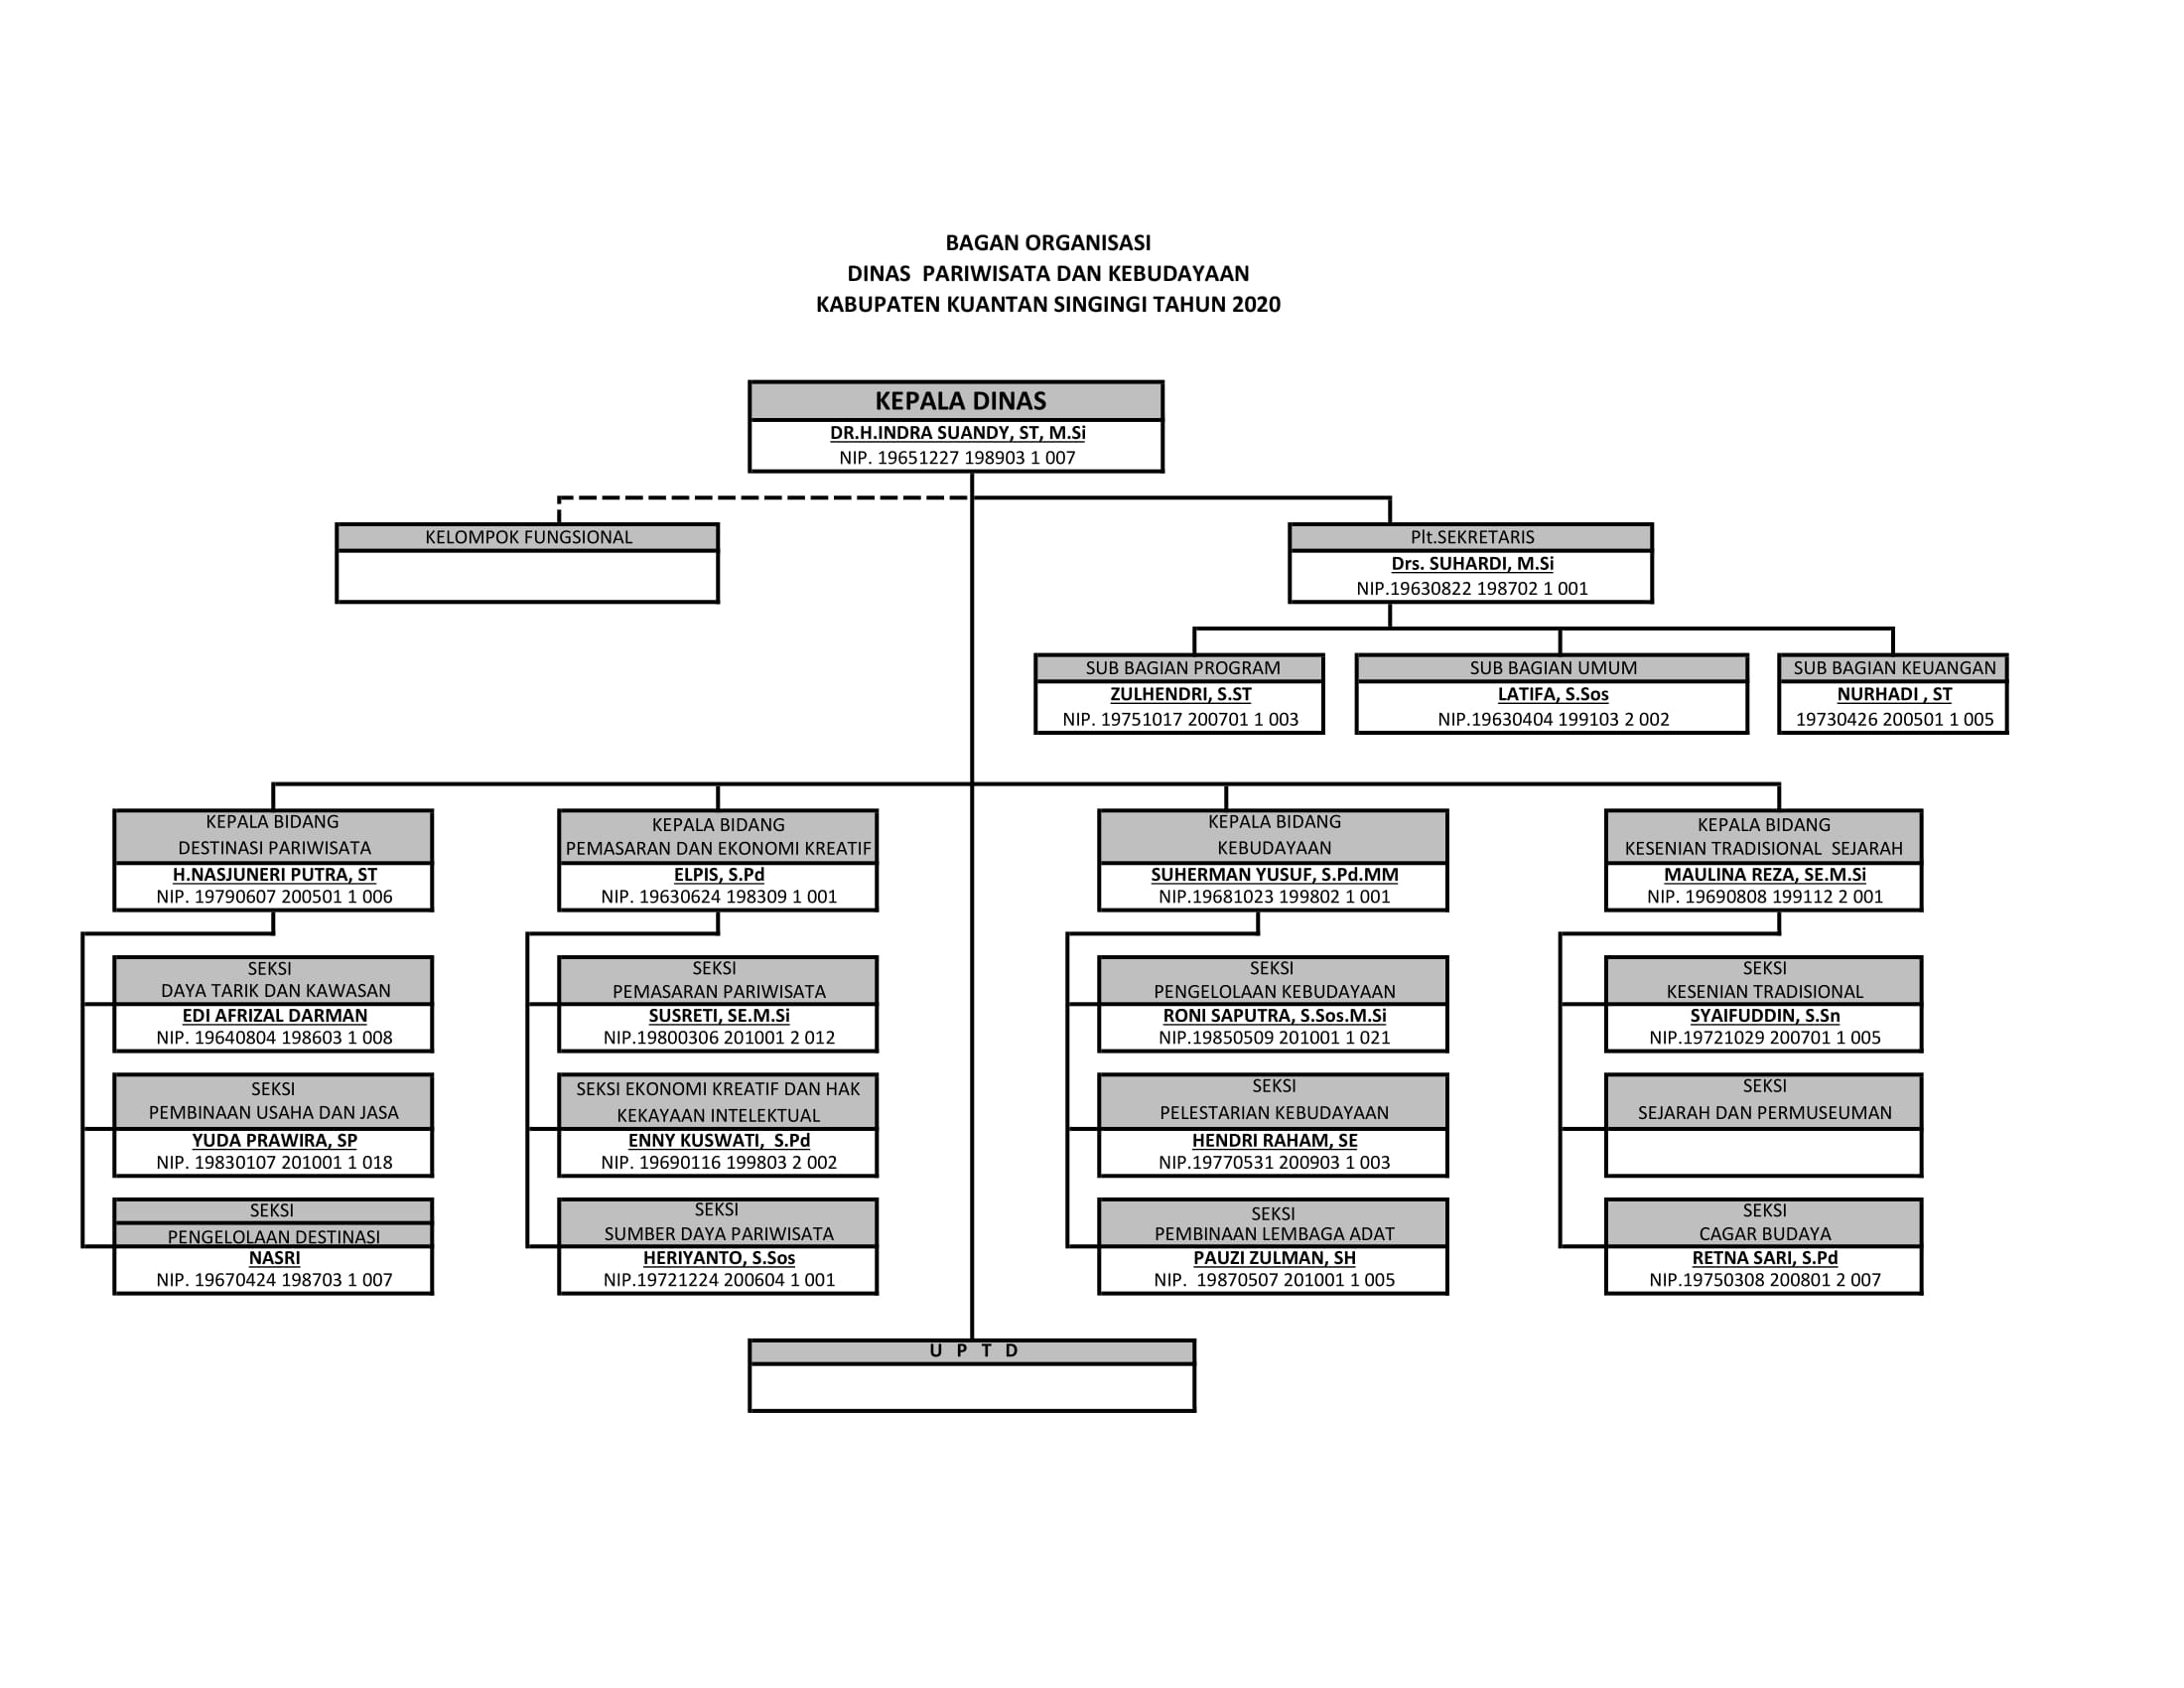 BAGAN ORGANISASI
DINAS  PARIWISATA DAN KEBUDAYAAN
KABUPATEN KUANTAN SINGINGI TAHUN 2020
KEPALA DINAS
DR.H.INDRA SUANDY, ST, M.Si
NIP. 19651227 198903 1 007
KELOMPOK FUNGSIONAL
Plt.SEKRETARIS
Drs. SUHARDI, M.Si
NIP.19630822 198702 1 001
SUB BAGIAN PROGRAM
ZULHENDRI, S.ST
NIP. 19751017 200701 1 003
SUB BAGIAN UMUM
LATIFA, S.Sos
NIP.19630404 199103 2 002
SUB BAGIAN KEUANGAN
NURHADI , ST
19730426 200501 1 005
KEPALA BIDANG
DESTINASI PARIWISATA
H.NASJUNERI PUTRA, ST
NIP. 19790607 200501 1 006
KEPALA BIDANG
PEMASARAN DAN EKONOMI KREATIF
ELPIS, S.Pd
NIP. 19630624 198309 1 001
KEPALA BIDANG
KEBUDAYAAN
SUHERMAN YUSUF, S.Pd.MM
NIP.19681023 199802 1 001
KEPALA BIDANG
KESENIAN TRADISIONAL  SEJARAH
MAULINA REZA, SE.M.Si
NIP. 19690808 199112 2 001
SEKSI
DAYA TARIK DAN KAWASAN
EDI AFRIZAL DARMAN
NIP. 19640804 198603 1 008
SEKSI
PEMASARAN PARIWISATA
SUSRETI, SE.M.Si
NIP.19800306 201001 2 012
SEKSI
PENGELOLAAN KEBUDAYAAN
RONI SAPUTRA, S.Sos.M.Si
NIP.19850509 201001 1 021
SEKSI
KESENIAN TRADISIONAL
SYAIFUDDIN, S.Sn
NIP.19721029 200701 1 005
SEKSI
PEMBINAAN USAHA DAN JASA
YUDA PRAWIRA, SP
NIP. 19830107 201001 1 018
SEKSI EKONOMI KREATIF DAN HAK
KEKAYAAN INTELEKTUAL
ENNY KUSWATI,  S.Pd
NIP. 19690116 199803 2 002
SEKSI
PELESTARIAN KEBUDAYAAN
HENDRI RAHAM, SE
NIP.19770531 200903 1 003
SEKSI
SEJARAH DAN PERMUSEUMAN
SEKSI
PENGELOLAAN DESTINASI
NASRI
NIP. 19670424 198703 1 007
SEKSI
SUMBER DAYA PARIWISATA
HERIYANTO, S.Sos
NIP.19721224 200604 1 001
SEKSI
PEMBINAAN LEMBAGA ADAT
PAUZI ZULMAN, SH
NIP.  19870507 201001 1 005
SEKSI
CAGAR BUDAYA
RETNA SARI, S.Pd
NIP.19750308 200801 2 007
U P T D